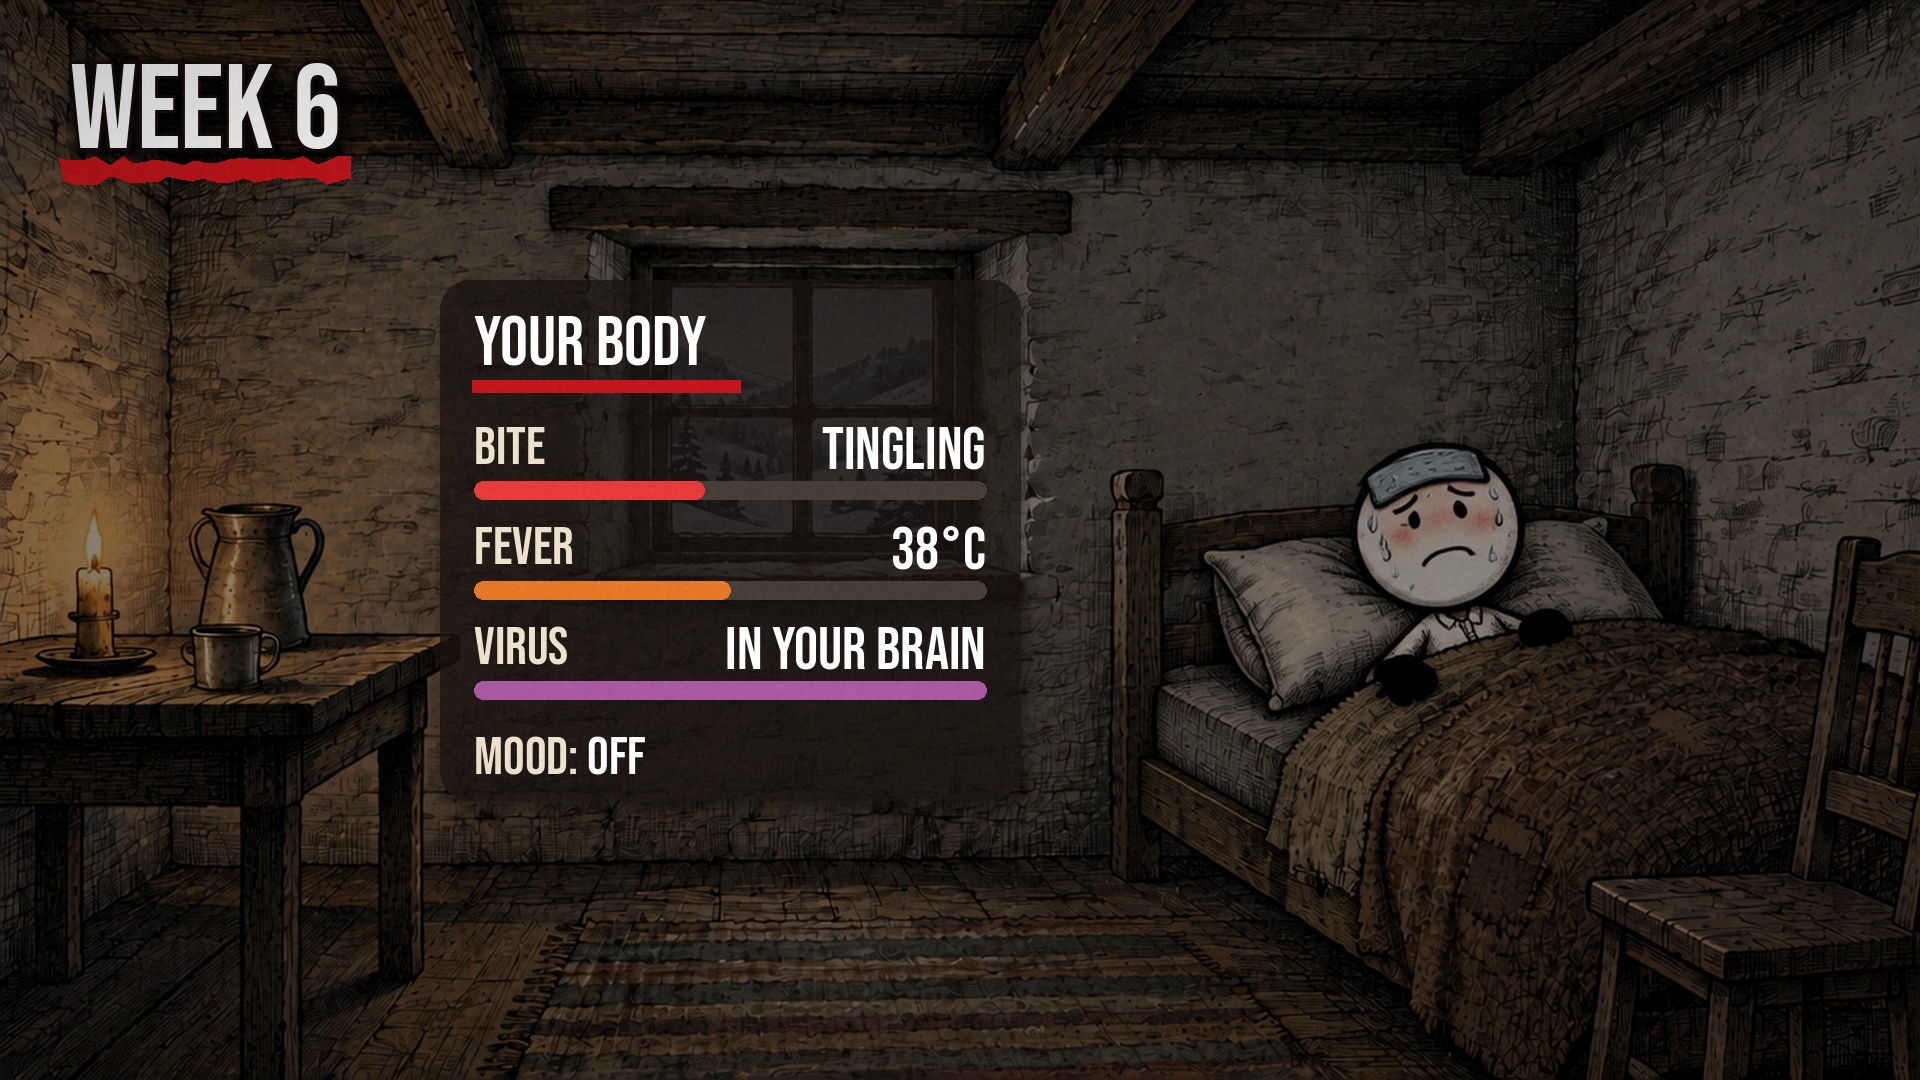 WEEK 6
YOUR BODY
BITE TINGLING
FEVER 38°C
VIRUS IN YOUR BRAIN
MOOD: OFF